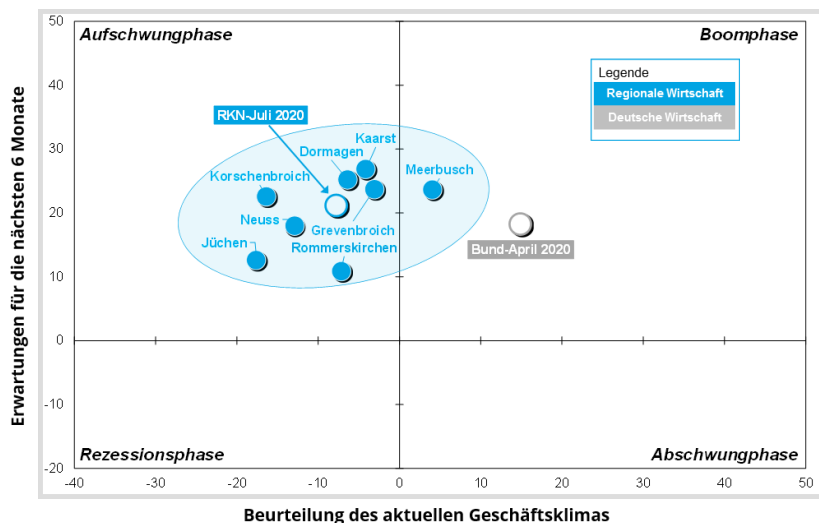 Aufschwungphase
Boomphase
Legende
Regionale Wirtschaft
Deutsche Wirtschaft
RKN-Juli 2020
Kaarst
Dormagen
Meerbusch
Korschenbroich
Neuss
Grevenbroich
Jüchen
Rommerskirchen
Bund-April 2020
Rezessionsphase
Abschwungphase
50
40
30
20
10
0
-10
-20
-40
-30
-20
-10
0
10
20
30
40
50
Erwartungen für die nächsten 6 Monate
Beurteilung des aktuellen Geschäftsklimas